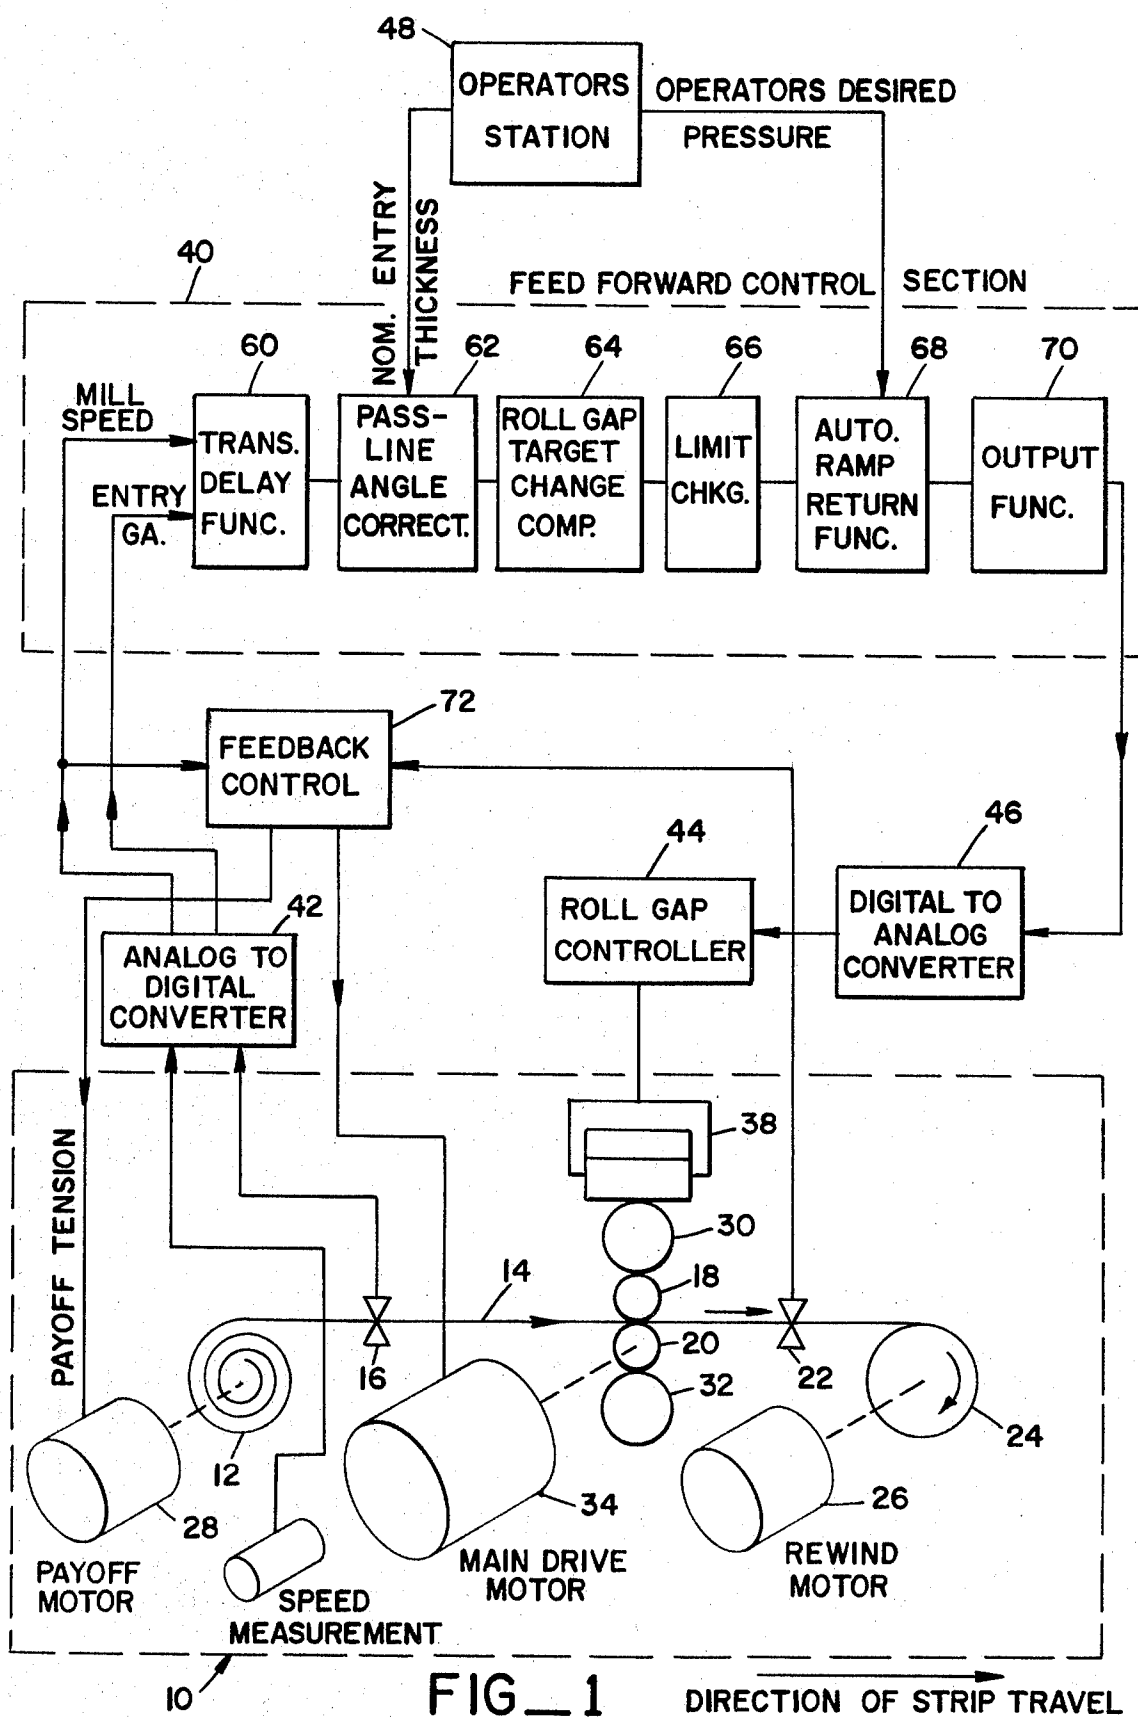 48
OPERATORS
STATION
OPERATORS DESIRED
PRESSURE
NOM. ENTRY
THICKNESS
40
FEED FORWARD CONTROL SECTION
60
62
64
66
68
70
MILL
SPEED
ENTRY
GA.
TRANS.
DELAY
FUNC.
PASS-
LINE
ANGLE
CORRECT.
ROLL GAP
TARGET
CHANGE
COMP.
LIMIT
CHKG.
AUTO.
RAMP
RETURN
FUNC.
OUTPUT
FUNC.
72
FEEDBACK
CONTROL
44
ROLL GAP
CONTROLLER
46
DIGITAL TO
ANALOG
CONVERTER
42
ANALOG TO
DIGITAL
CONVERTER
PAYOFF TENSION
38
30
14
18
20
16
22
32
12
24
28
34
26
PAYOFF
MOTOR
SPEED
MEASUREMENT
MAIN DRIVE
MOTOR
REWIND
MOTOR
10
FIG_1
DIRECTION OF STRIP TRAVEL